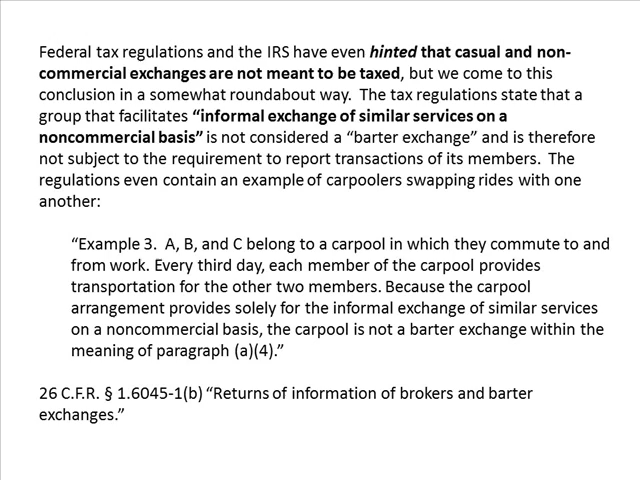 Federal tax regulations and the IRS have even hinted that casual and non-
commercial exchanges are not meant to be taxed, but we come to this
conclusion in a somewhat roundabout way.  The tax regulations state that a
group that facilitates “informal exchange of similar services on a
noncommercial basis” is not considered a “barter exchange” and is therefore
not subject to the requirement to report transactions of its members.  The
regulations even contain an example of carpoolers swapping rides with one
another:
“Example 3.  A, B, and C belong to a carpool in which they commute to and
from work. Every third day, each member of the carpool provides
transportation for the other two members. Because the carpool
arrangement provides solely for the informal exchange of similar services
on a noncommercial basis, the carpool is not a barter exchange within the
meaning of paragraph (a)(4).”
26 C.F.R. § 1.6045-1(b) “Returns of information of brokers and barter
exchanges.”